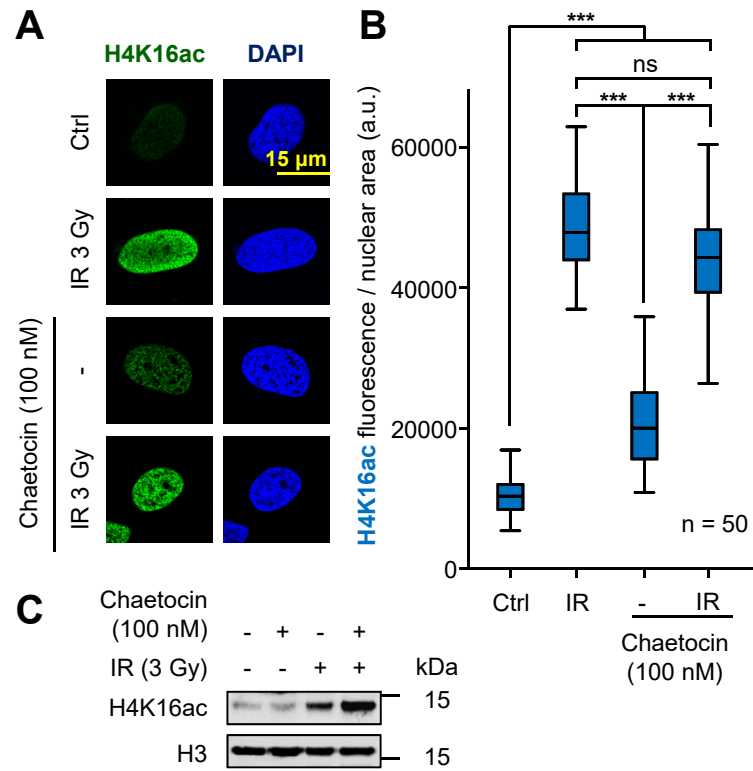 A
H4K16ac DAPI
Ctrl
15 µm
IR 3 Gy
Chaetocin (100 nM)
-
IR 3 Gy
B
***
ns
*** ***
H4K16ac fluorescence / nuclear area (a.u.)
60000
40000
20000
0
n = 50
Ctrl IR - IR
Chaetocin
(100 nM)
C
Chaetocin
(100 nM) - + - +
IR (3 Gy) - - + + kDa
H4K16ac 15
H3 15